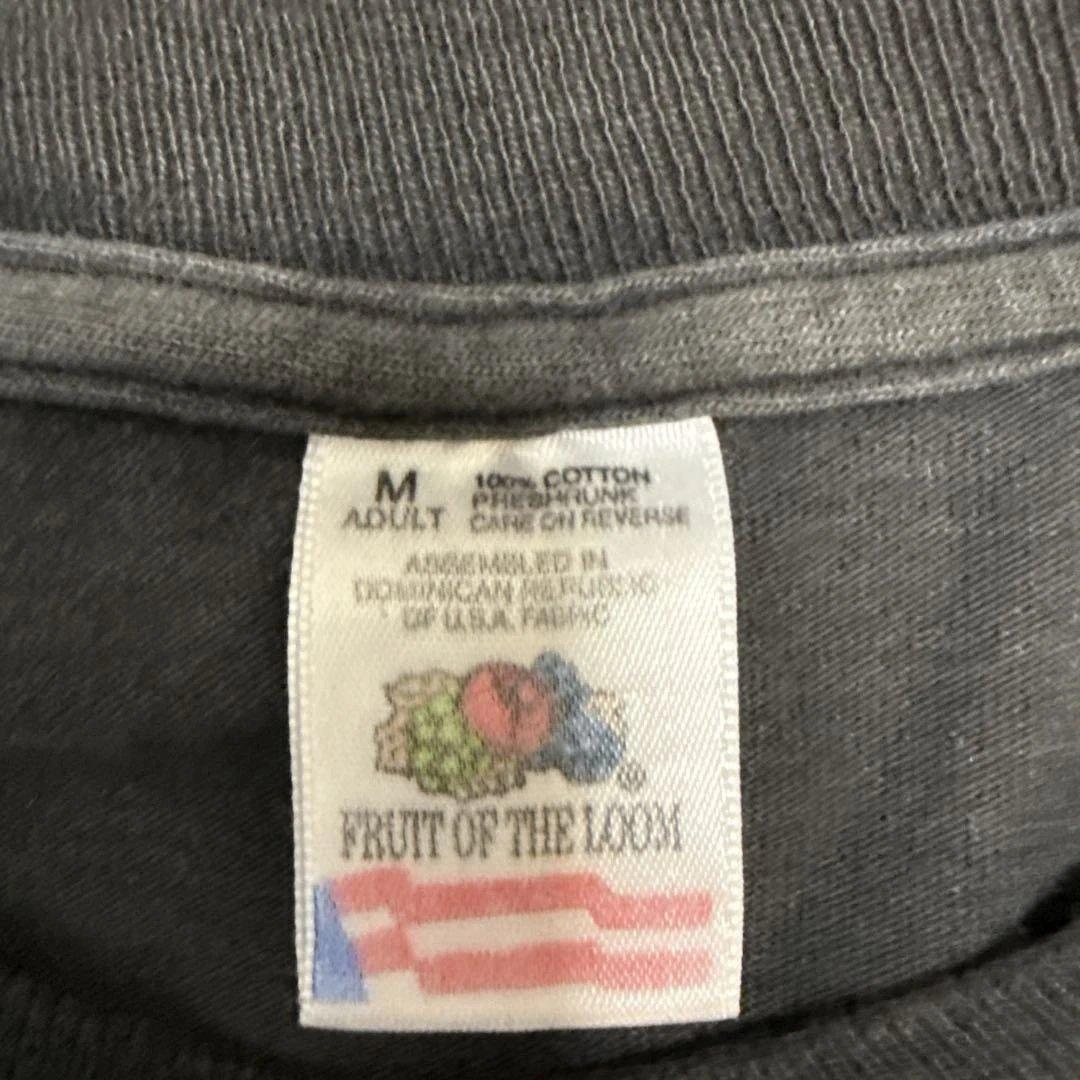 M
ADULT
100% COTTON
PRESHRUNK
CARE ON REVERSE
ASSEMBLED IN
DOMINICAN REPUBLIC
OF U.S.A. FABRIC
®
FRUIT OF THE LOOM